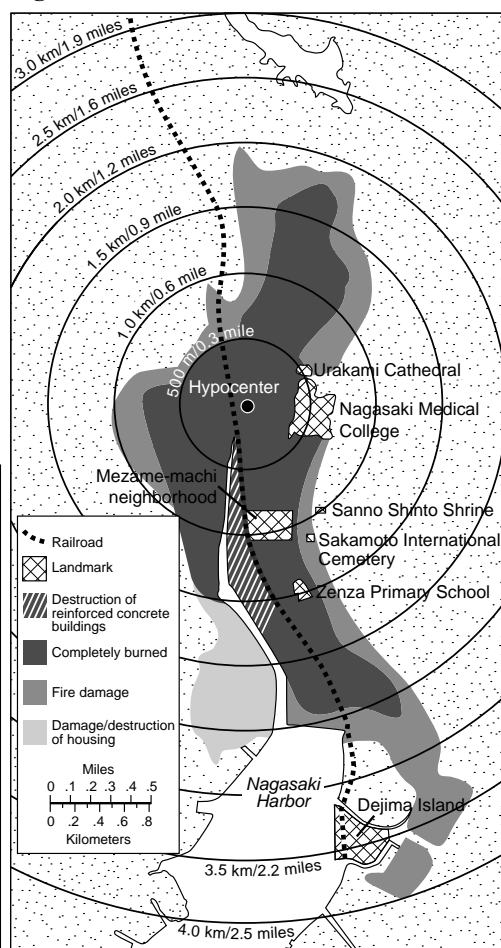 3.0 km/1.9 miles
2.5 km/1.6 miles
2.0 km/1.2 miles
1.5 km/0.9 mile
1.0 km/0.6 mile
500 m/0.3 mile
Hypocenter
Urakami Cathedral
Nagasaki Medical
College
Mezame-machi
neighborhood
Sanno Shinto Shrine
Sakamoto International
Cemetery
Zenza Primary School
Railroad
Landmark
Destruction of
reinforced concrete
buildings
Completely burned
Fire damage
Damage/destruction
of housing
Miles
0 .1 .2 .3 .4 .5
0 .2 .4 .6 .8
Kilometers
Nagasaki
Harbor
Dejima Island
3.5 km/2.2 miles
4.0 km/2.5 miles